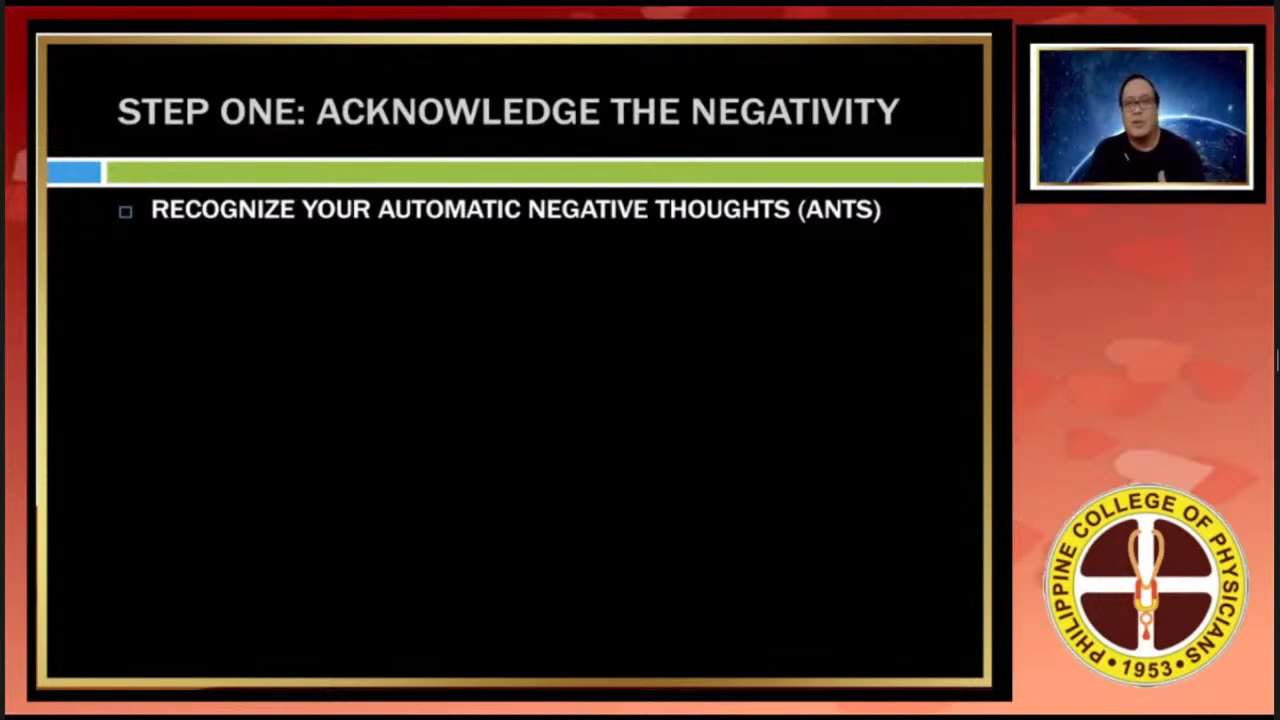 STEP ONE: ACKNOWLEDGE THE NEGATIVITY
RECOGNIZE YOUR AUTOMATIC NEGATIVE THOUGHTS (ANTS)
PHILIPPINE COLLEGE OF PHYSICIANS
• 1953 •